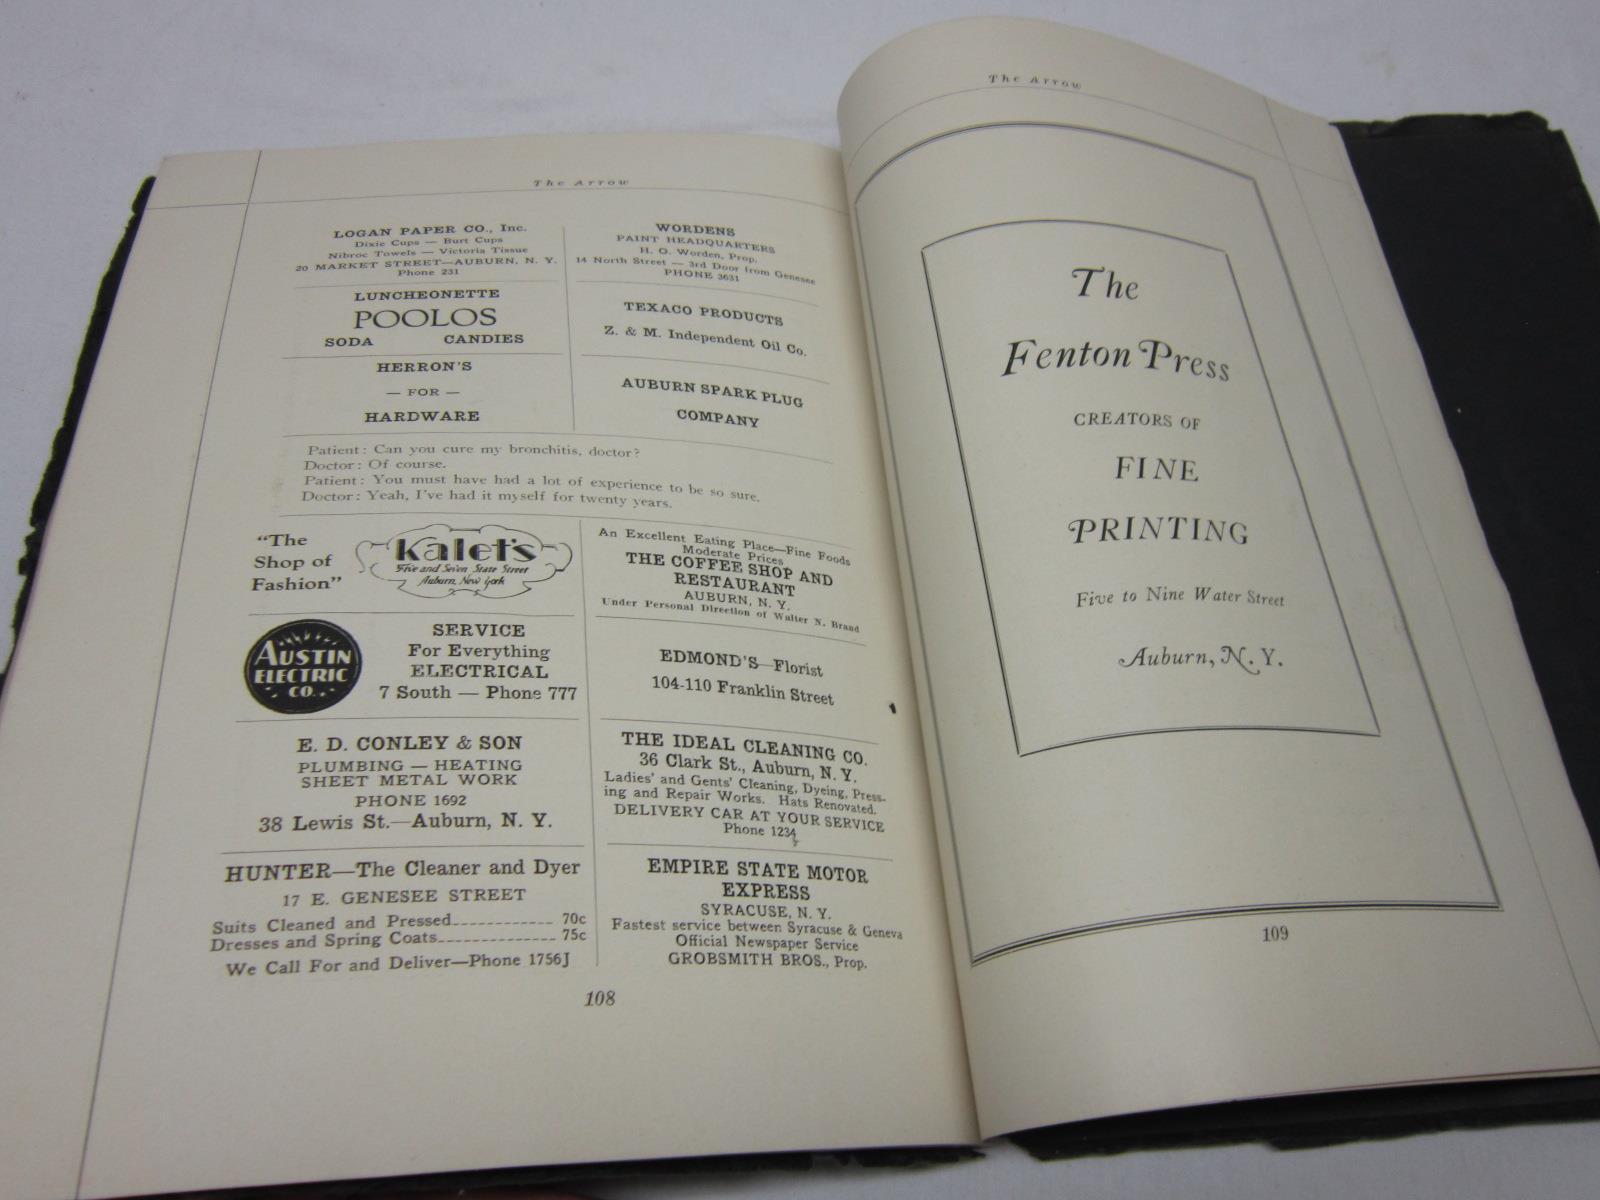 The Arrow
LOGAN PAPER CO., Inc.
Dixie Cups — Burt Cups
Nibroc Towels — Victoria Tissue
20 MARKET STREET—AUBURN, N. Y.
Phone 231
WORDENS
PAINT HEADQUARTERS
H. O. Worden, Prop.
14 North Street — 3rd Door from Genesee
PHONE 3631
LUNCHEONETTE
POOLOS
SODA CANDIES
TEXACO PRODUCTS
Z. & M. Independent Oil Co.
HERRON'S
— FOR —
HARDWARE
AUBURN SPARK PLUG
COMPANY
Patient: Can you cure my bronchitis, doctor?
Doctor: Of course.
Patient: You must have had a lot of experience to be so sure.
Doctor: Yeah, I've had it myself for twenty years.
"The
Shop of
Fashion"
Kalet's
Five and Seven State Street
Auburn, New York
An Excellent Eating Place—Fine Foods
Moderate Prices
THE COFFEE SHOP AND
RESTAURANT
AUBURN, N. Y.
Under Personal Direction of Walter N. Brand
AUSTIN
ELECTRIC
CO.
SERVICE
For Everything
ELECTRICAL
7 South — Phone 777
EDMOND'S—Florist
104-110 Franklin Street
E. D. CONLEY & SON
PLUMBING — HEATING
SHEET METAL WORK
PHONE 1692
38 Lewis St.—Auburn, N. Y.
THE IDEAL CLEANING CO.
36 Clark St., Auburn, N. Y.
Ladies' and Gents' Cleaning, Dyeing, Press-
ing and Repair Works. Hats Renovated.
DELIVERY CAR AT YOUR SERVICE
Phone 1234
HUNTER—The Cleaner and Dyer
17 E. GENESEE STREET
Suits Cleaned and Pressed------------ 70c
Dresses and Spring Coats-------------- 75c
We Call For and Deliver—Phone 1756J
EMPIRE STATE MOTOR
EXPRESS
SYRACUSE, N. Y.
Fastest service between Syracuse & Geneva
Official Newspaper Service
GROBSMITH BROS., Prop.
108
The Arrow
The
Fenton Press
CREATORS OF
FINE
PRINTING
Five to Nine Water Street
Auburn, N. Y.
109